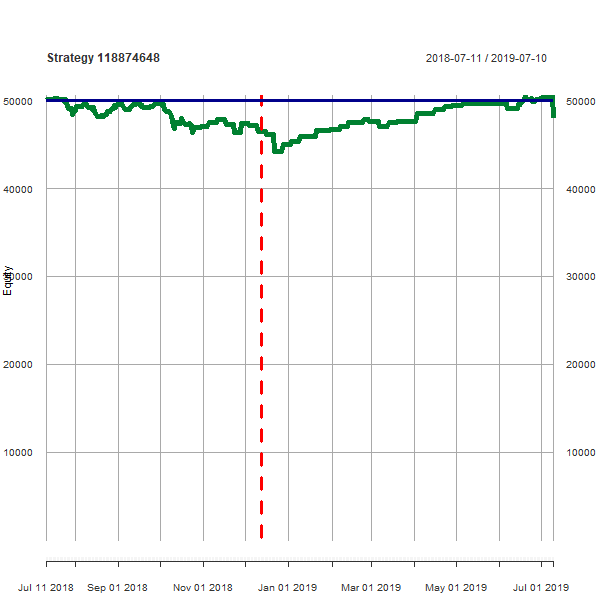 Strategy 118874648
2018-07-11 / 2019-07-10
50000
50000
40000
40000
30000
30000
Equity
20000
20000
10000
10000
Jul 11 2018
Sep 01 2018
Nov 01 2018
Jan 01 2019
Mar 01 2019
May 01 2019
Jul 01 2019